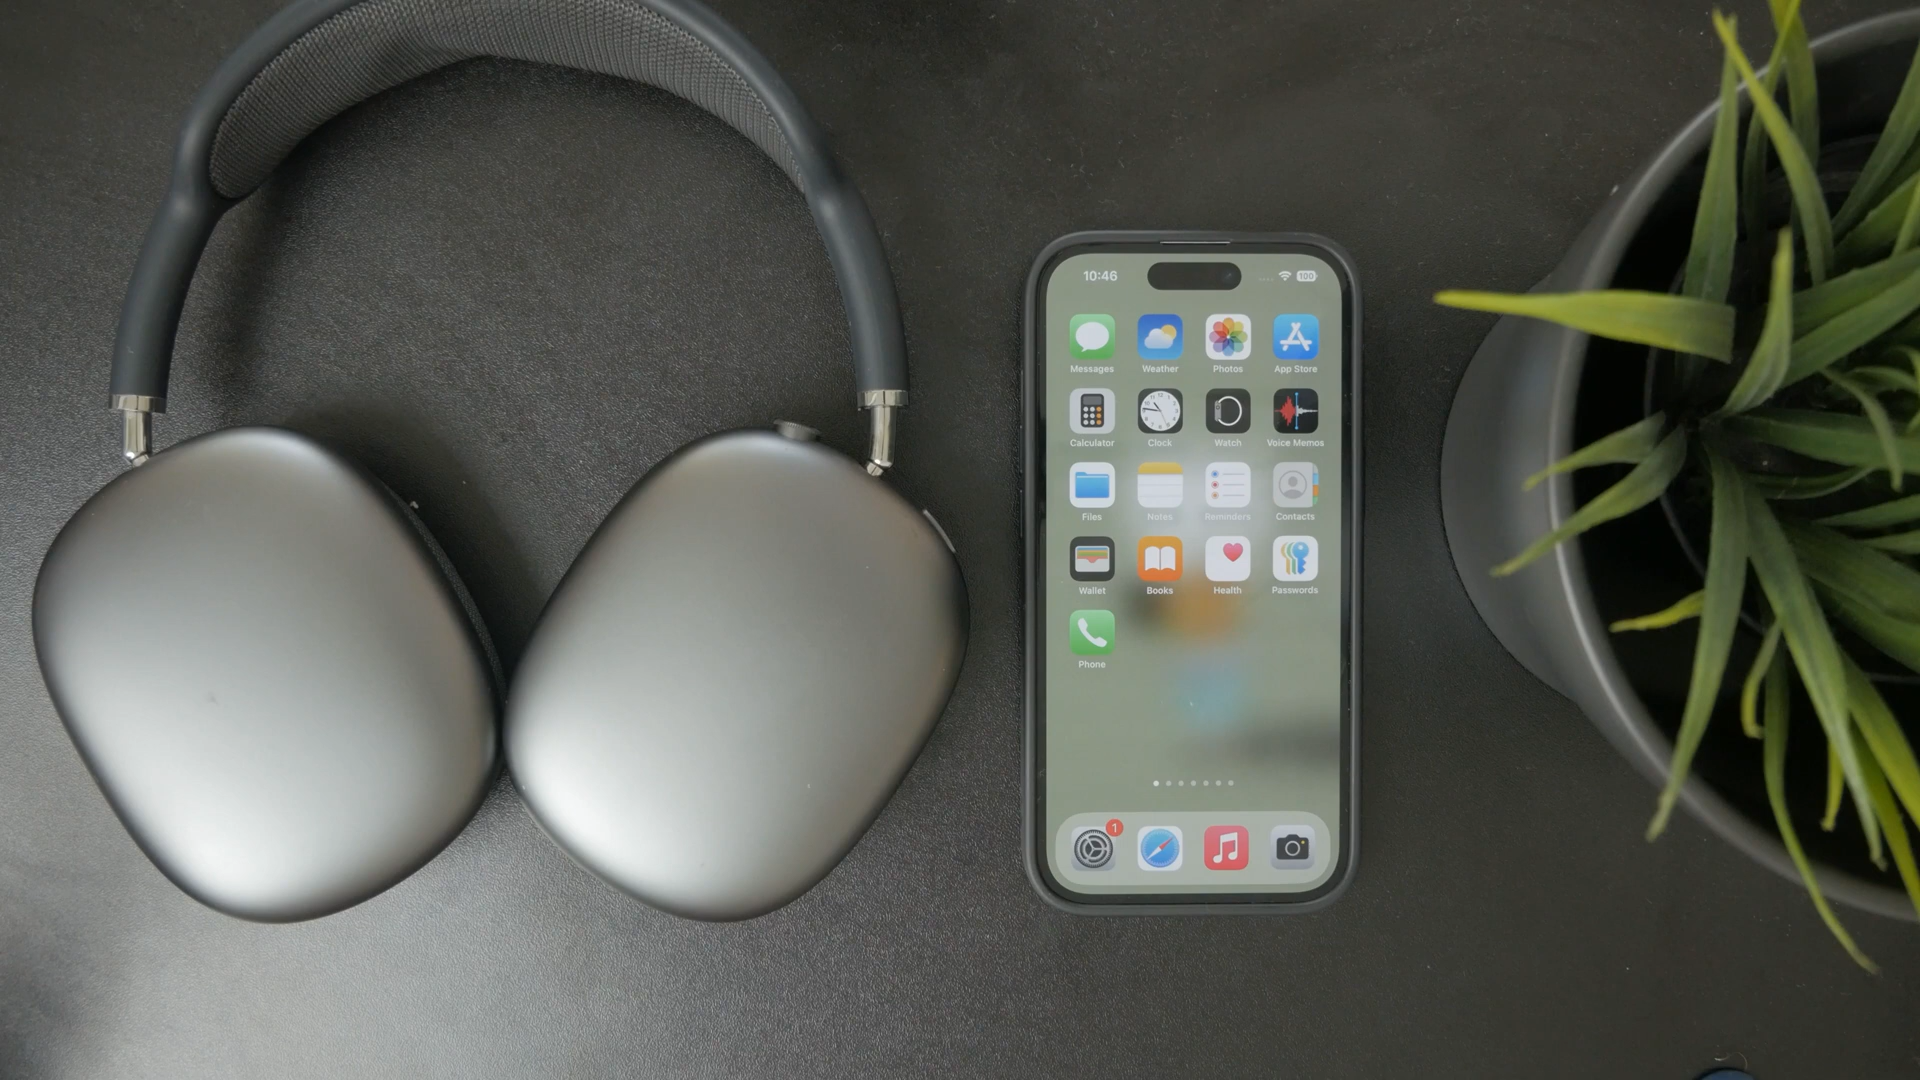 10:46 100
Messages Weather Photos App Store
Calculator Clock Watch Voice Memos
Files Notes Reminders Contacts
Wallet Books Health Passwords
Phone
1